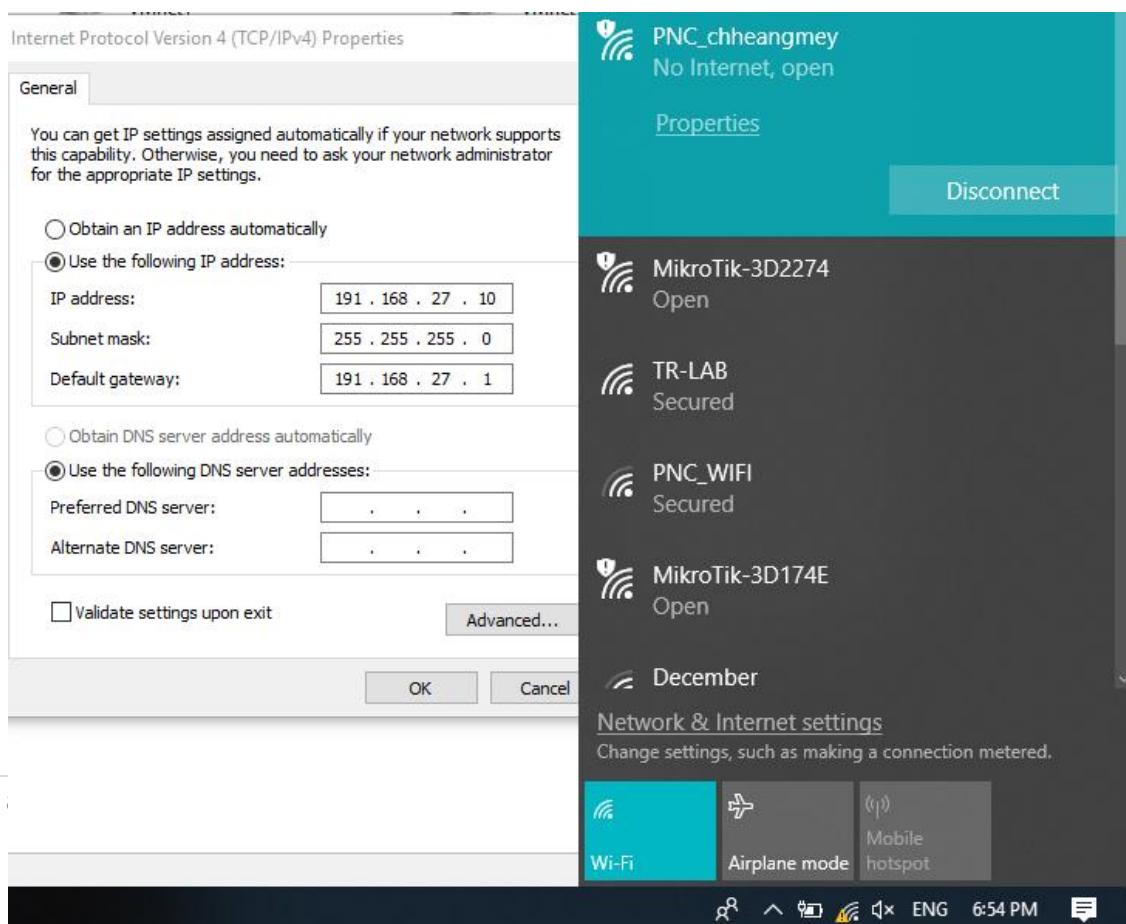 Internet Protocol Version 4 (TCP/IPv4) Properties
General
You can get IP settings assigned automatically if your network supports
this capability. Otherwise, you need to ask your network administrator
for the appropriate IP settings.
Obtain an IP address automatically
Use the following IP address:
IP address: 191 . 168 . 27 . 10
Subnet mask: 255 . 255 . 255 . 0
Default gateway: 191 . 168 . 27 . 1
Obtain DNS server address automatically
Use the following DNS server addresses:
Preferred DNS server: . . .
Alternate DNS server: . . .
Validate settings upon exit
Advanced...
OK Cancel
PNC_chheangmey
No Internet, open
Properties
Disconnect
MikroTik-3D2274
Open
TR-LAB
Secured
PNC_WIFI
Secured
MikroTik-3D174E
Open
December
Network & Internet settings
Change settings, such as making a connection metered.
Wi-Fi
Airplane mode
Mobile
hotspot
ENG 6:54 PM